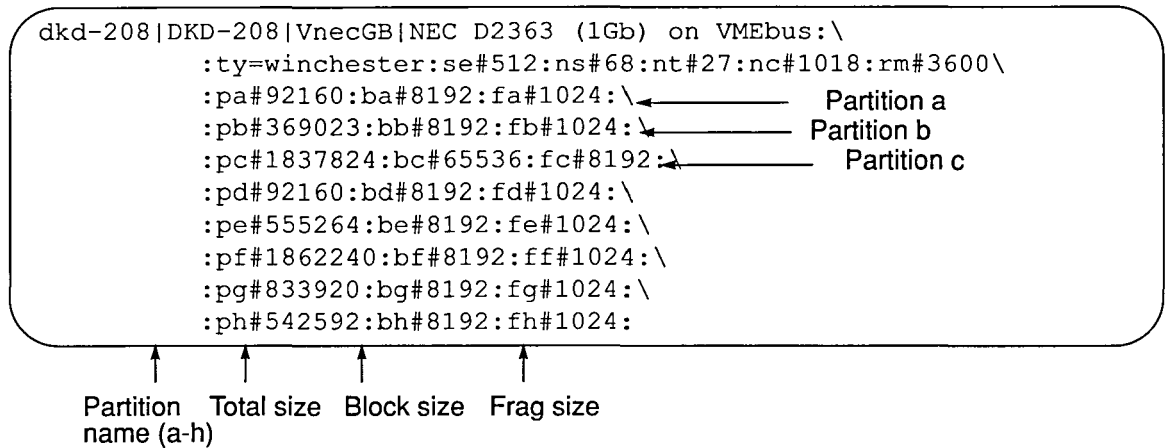 dkd-208|DKD-208|VnecGB|NEC D2363 (1Gb) on VMEbus:\
:ty=winchester:se#512:ns#68:nt#27:nc#1018:rm#3600\
:pa#92160:ba#8192:fa#1024:\ Partition a
:pb#369023:bb#8192:fb#1024:\ Partition b
:pc#1837824:bc#65536:fc#8192:\ Partition c
:pd#92160:bd#8192:fd#1024:\
:pe#555264:be#8192:fe#1024:\
:pf#1862240:bf#8192:ff#1024:\
:pg#833920:bg#8192:fg#1024:\
:ph#542592:bh#8192:fh#1024:
Partition Total size Block size Frag size
name (a-h)